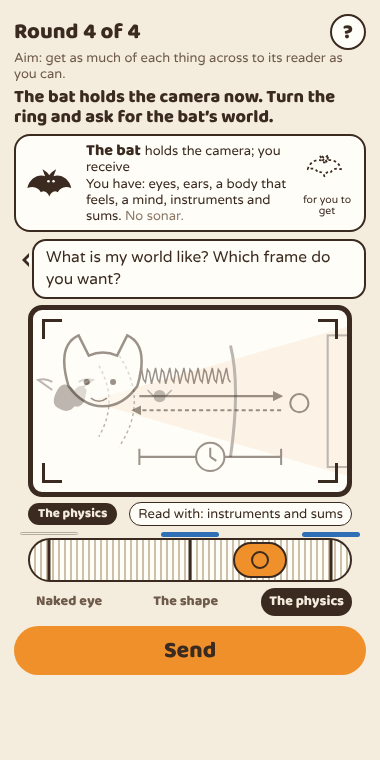 Round 4 of 4
?
Aim: get as much of each thing across to its reader as
you can.
The bat holds the camera now. Turn the
ring and ask for the bat's world.
The bat holds the camera; you
receive
You have: eyes, ears, a body that
feels, a mind, instruments and
sums. No sonar.
for you to
get
What is my world like? Which frame do
you want?
The physics
Read with: instruments and sums
Naked eye
The shape
The physics
Send